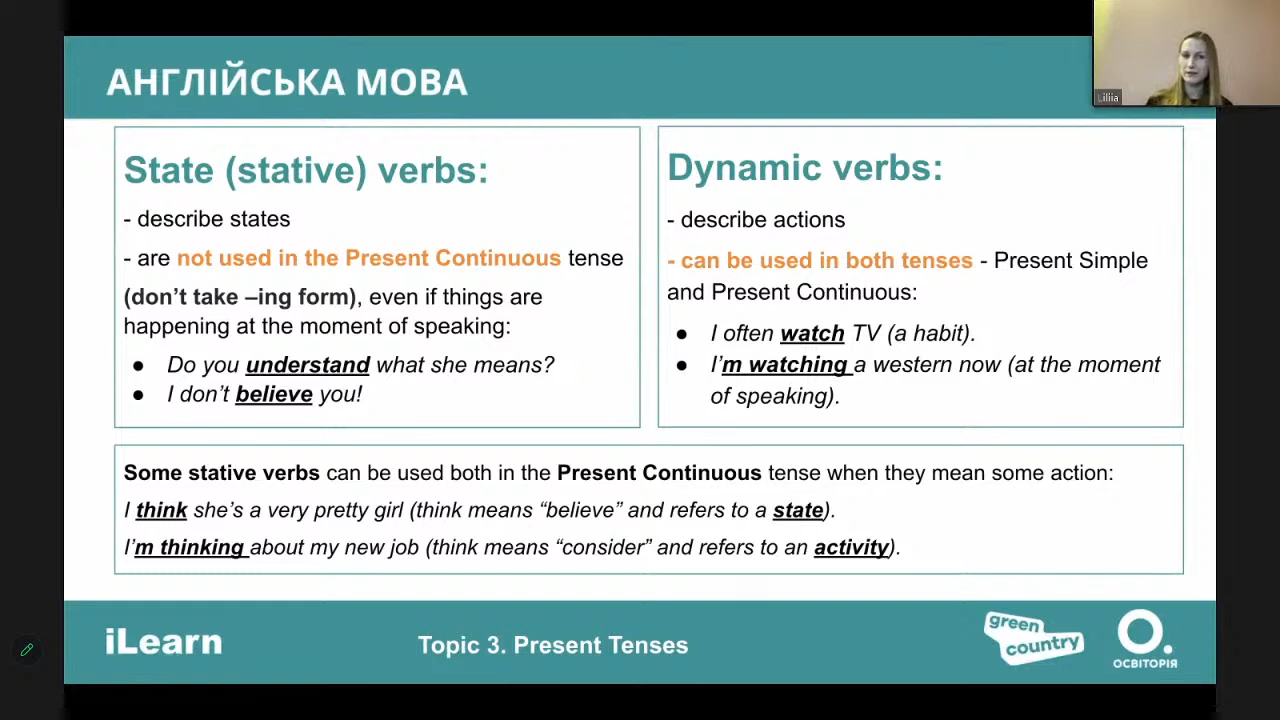 АНГЛІЙСЬКА МОВА
Liliia
State (stative) verbs:
- describe states
- are not used in the Present Continuous tense
(don’t take –ing form), even if things are
happening at the moment of speaking:
● Do you understand what she means?
● I don’t believe you!
Dynamic verbs:
- describe actions
- can be used in both tenses - Present Simple
and Present Continuous:
● I often watch TV (a habit).
● I’m watching a western now (at the moment
of speaking).
Some stative verbs can be used both in the Present Continuous tense when they mean some action:
I think she’s a very pretty girl (think means “believe” and refers to a state).
I’m thinking about my new job (think means “consider” and refers to an activity).
iLearn
Topic 3. Present Tenses
green
country
О.
ОСВІТОРІЯ